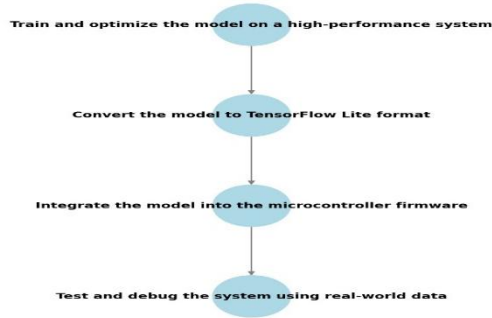 Train and optimize the model on a high-performance system
Convert the model to TensorFlow Lite format
Integrate the model into the microcontroller firmware
Test and debug the system using real-world data